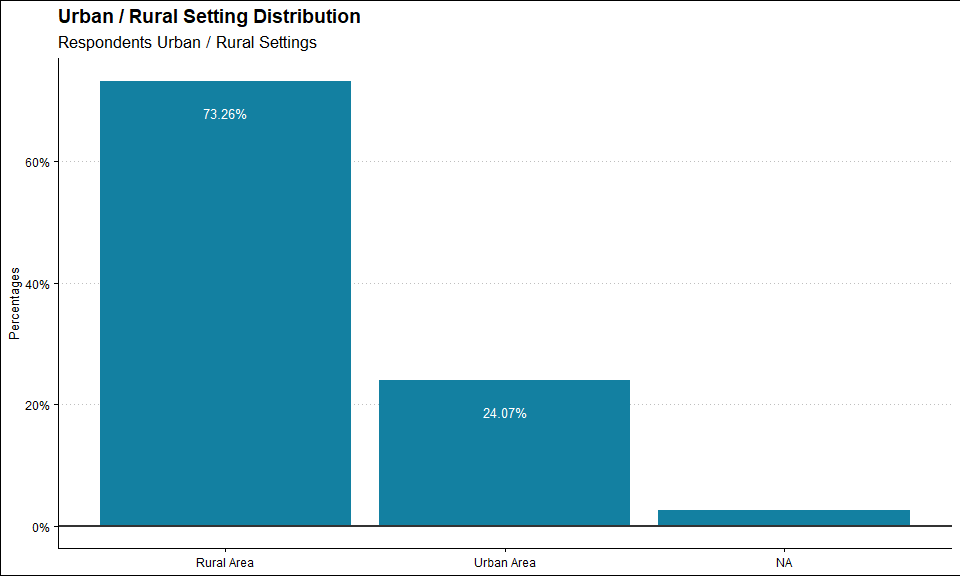 Urban / Rural Setting Distribution
Respondents Urban / Rural Settings
Percentages
60%
40%
20%
0%
73.26%
24.07%
Rural Area
Urban Area
NA